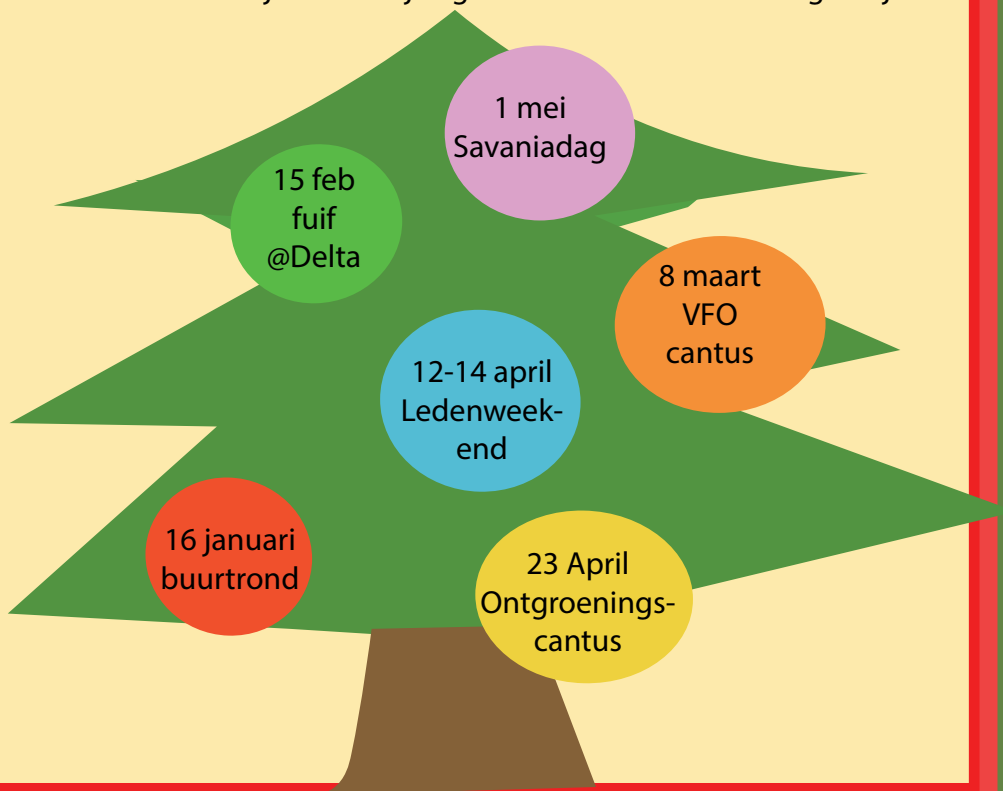 1 mei
Savaniadag
15 feb
fuif
@Delta
8 maart
VFO
cantus
12-14 april
Ledenweek-
end
16 januari
buurtrond
23 April
Ontgroenings-
cantus